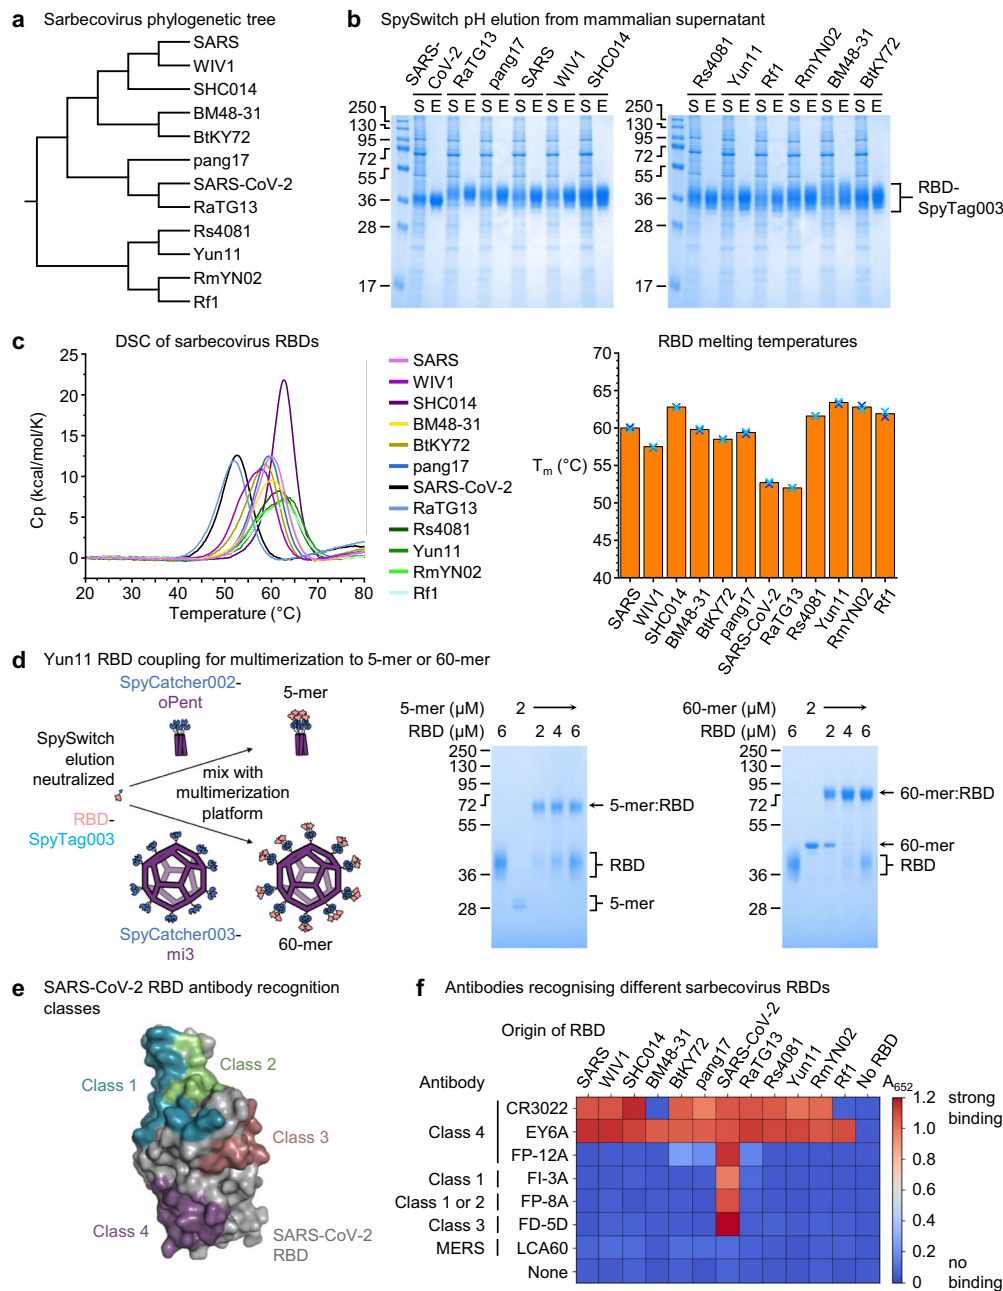 a Sarbecovirus phylogenetic tree
SARS
WIV1
SHC014
BM48-31
BtKY72
pang17
SARS-CoV-2
RaTG13
Rs4081
Yun11
RmYN02
Rf1
b SpySwitch pH elution from mammalian supernatant
SARS-CoV-2 RaTG13 pang17 SARS WIV1 SHC014
S E S E S E S E S E S E
250
130
95
72
55
36
28
17
Rs4081 Yun11 Rf1 RmYN02 BM48-31 BtKY72
S E S E S E S E S E S E
250
130
95
72
55
36
28
17
RBD-
SpyTag003
c DSC of sarbecovirus RBDs
Cp (kcal/mol/K)
25
20
15
10
5
0
20 30 40 50 60 70 80
Temperature (°C)
SARS
WIV1
SHC014
BM48-31
BtKY72
pang17
SARS-CoV-2
RaTG13
Rs4081
Yun11
RmYN02
Rf1
RBD melting temperatures
Tm (°C)
70
65
60
55
50
45
40
SARS WIV1 SHC014 BM48-31 BtKY72 pang17 SARS-CoV-2 RaTG13 Rs4081 Yun11 RmYN02 Rf1
d Yun11 RBD coupling for multimerization to 5-mer or 60-mer
SpyCatcher002-
oPent
5-mer
SpySwitch
elution
neutralized
mix with
multimerization
platform
RBD-
SpyTag003
SpyCatcher003-
mi3
60-mer
5-mer (µM) 2
RBD (µM) 6 2 4 6
250
130
95
72
55
36
28
5-mer:RBD
RBD
5-mer
60-mer (µM) 2
RBD (µM) 6 2 4 6
250
130
95
72
55
36
28
60-mer:RBD
60-mer
RBD
e SARS-CoV-2 RBD antibody recognition
classes
Class 2
Class 1
Class 3
Class 4
SARS-CoV-2
RBD
f Antibodies recognising different sarbecovirus RBDs
Origin of RBD
SARS WIV1 SHC014 BM48-31 BtKY72 pang17 SARS-CoV-2 RaTG13 Rs4081 Yun11 RmYN02 Rf1 No RBD
Antibody
Class 4
CR3022
EY6A
FP-12A
Class 1 FI-3A
Class 1 or 2 FP-8A
Class 3 FD-5D
MERS LCA60
None
A652
1.2
1.0
0.8
0.6
0.4
0.2
0
strong
binding
no
binding